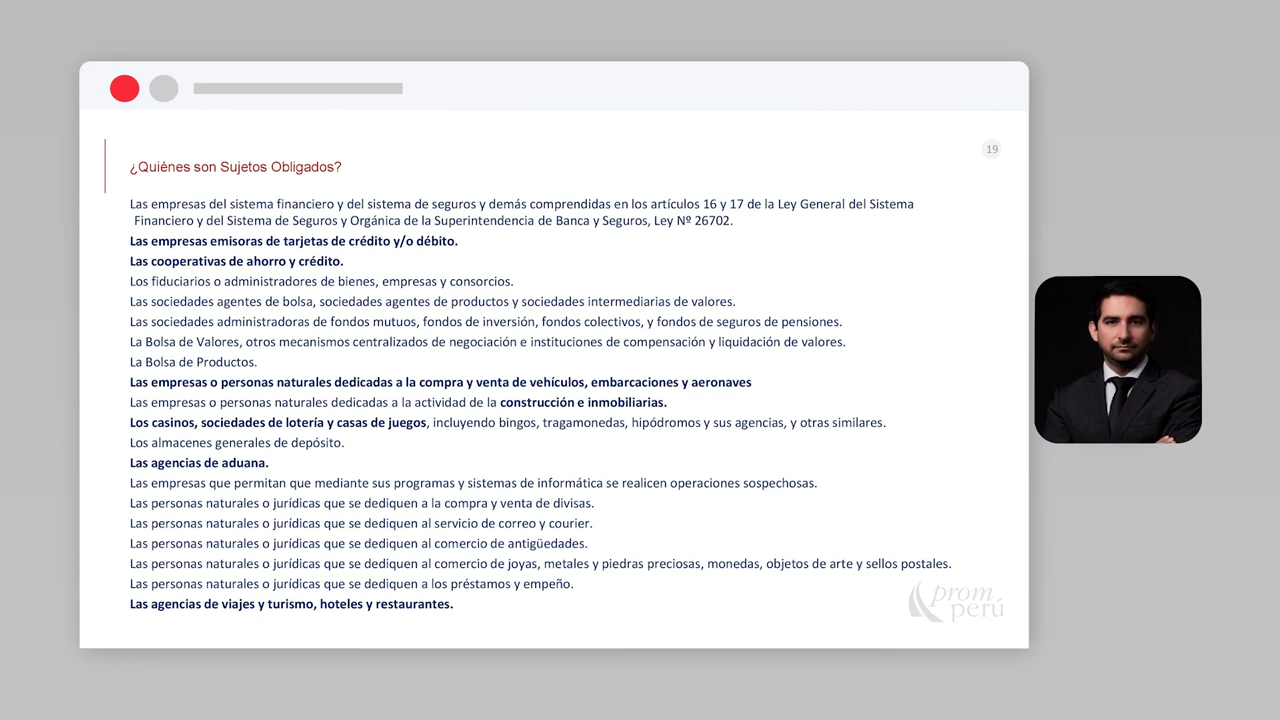 19
¿Quiénes son Sujetos Obligados?
Las empresas del sistema financiero y del sistema de seguros y demás comprendidas en los artículos 16 y 17 de la Ley General del Sistema
Financiero y del Sistema de Seguros y Orgánica de la Superintendencia de Banca y Seguros, Ley Nº 26702.
Las empresas emisoras de tarjetas de crédito y/o débito.
Las cooperativas de ahorro y crédito.
Los fiduciarios o administradores de bienes, empresas y consorcios.
Las sociedades agentes de bolsa, sociedades agentes de productos y sociedades intermediarias de valores.
Las sociedades administradoras de fondos mutuos, fondos de inversión, fondos colectivos, y fondos de seguros de pensiones.
La Bolsa de Valores, otros mecanismos centralizados de negociación e instituciones de compensación y liquidación de valores.
La Bolsa de Productos.
Las empresas o personas naturales dedicadas a la compra y venta de vehículos, embarcaciones y aeronaves
Las empresas o personas naturales dedicadas a la actividad de la construcción e inmobiliarias.
Los casinos, sociedades de lotería y casas de juegos, incluyendo bingos, tragamonedas, hipódromos y sus agencias, y otras similares.
Los almacenes generales de depósito.
Las agencias de aduana.
Las empresas que permitan que mediante sus programas y sistemas de informática se realicen operaciones sospechosas.
Las personas naturales o jurídicas que se dediquen a la compra y venta de divisas.
Las personas naturales o jurídicas que se dediquen al servicio de correo y courier.
Las personas naturales o jurídicas que se dediquen al comercio de antigüedades.
Las personas naturales o jurídicas que se dediquen al comercio de joyas, metales y piedras preciosas, monedas, objetos de arte y sellos postales.
Las personas naturales o jurídicas que se dediquen a los préstamos y empeño.
Las agencias de viajes y turismo, hoteles y restaurantes.
prom
perú